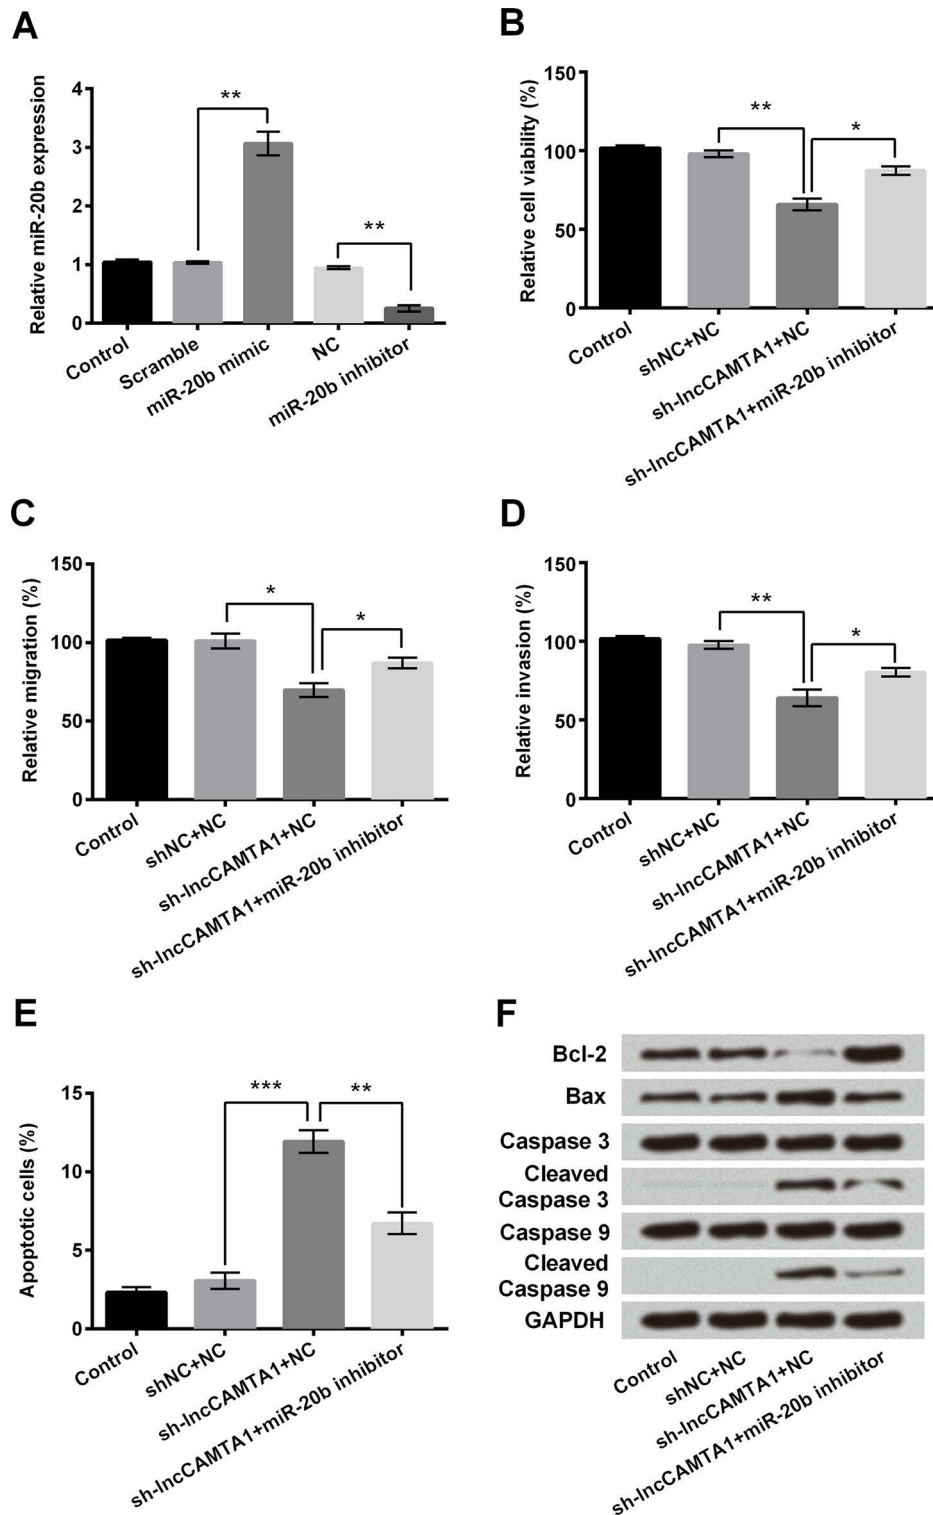 A
Relative miR-20b expression
4
3
2
1
0
**
**
Control
Scramble
miR-20b mimic
NC
miR-20b inhibitor
B
Relative cell viability (%)
150
100
50
0
**
*
Control
shNC+NC
sh-lncCAMTA1+NC
sh-lncCAMTA1+miR-20b inhibitor
C
Relative migration (%)
150
100
50
0
*
*
Control
shNC+NC
sh-lncCAMTA1+NC
sh-lncCAMTA1+miR-20b inhibitor
D
Relative invasion (%)
150
100
50
0
**
*
Control
shNC+NC
sh-lncCAMTA1+NC
sh-lncCAMTA1+miR-20b inhibitor
E
Apoptotic cells (%)
15
10
5
0
***
**
Control
shNC+NC
sh-lncCAMTA1+NC
sh-lncCAMTA1+miR-20b inhibitor
F
Bcl-2
Bax
Caspase 3
Cleaved
Caspase 3
Caspase 9
Cleaved
Caspase 9
GAPDH
Control
shNC+NC
sh-lncCAMTA1+NC
sh-lncCAMTA1+miR-20b inhibitor